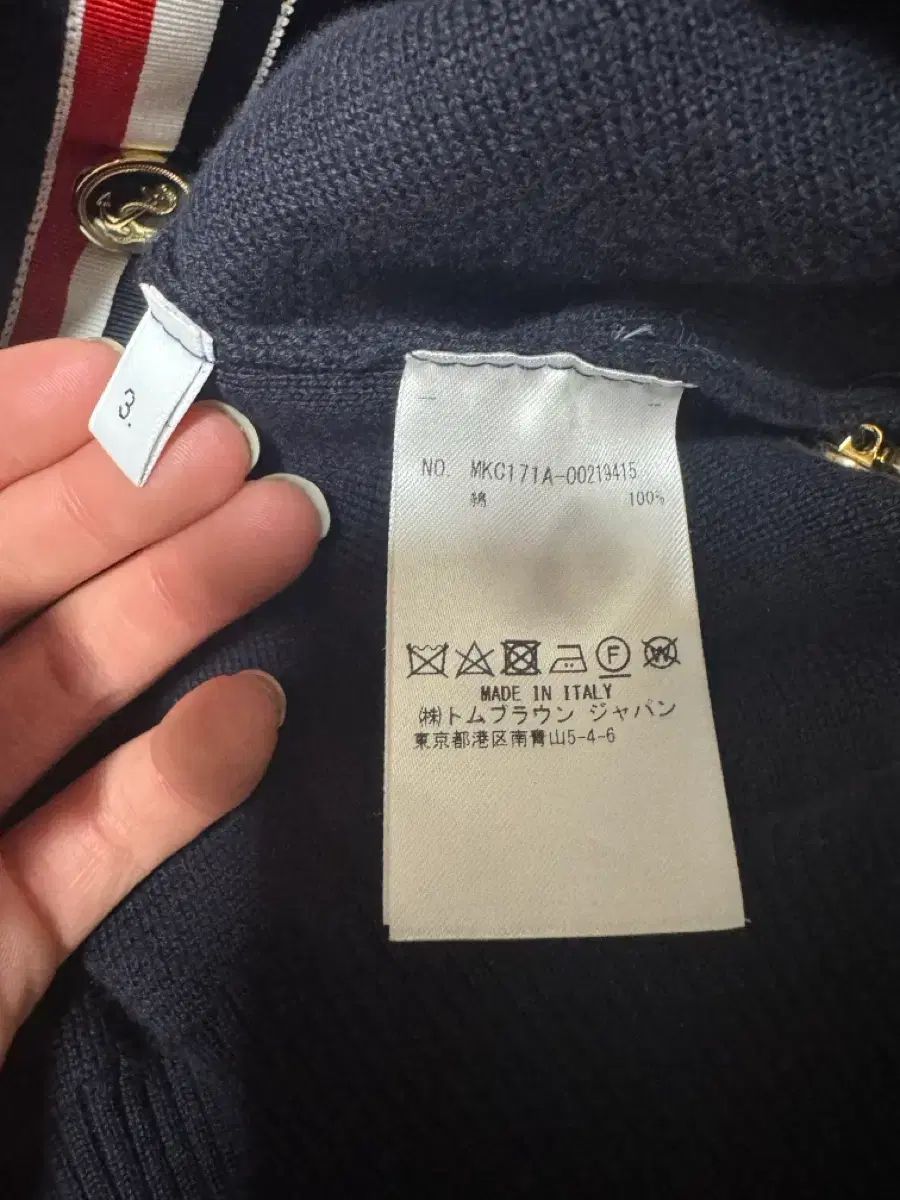 3.
NO. MKC171A-00219415
綿 100%
F W
MADE IN ITALY
(株)トムブラウン ジャパン
東京都港区南青山5-4-6